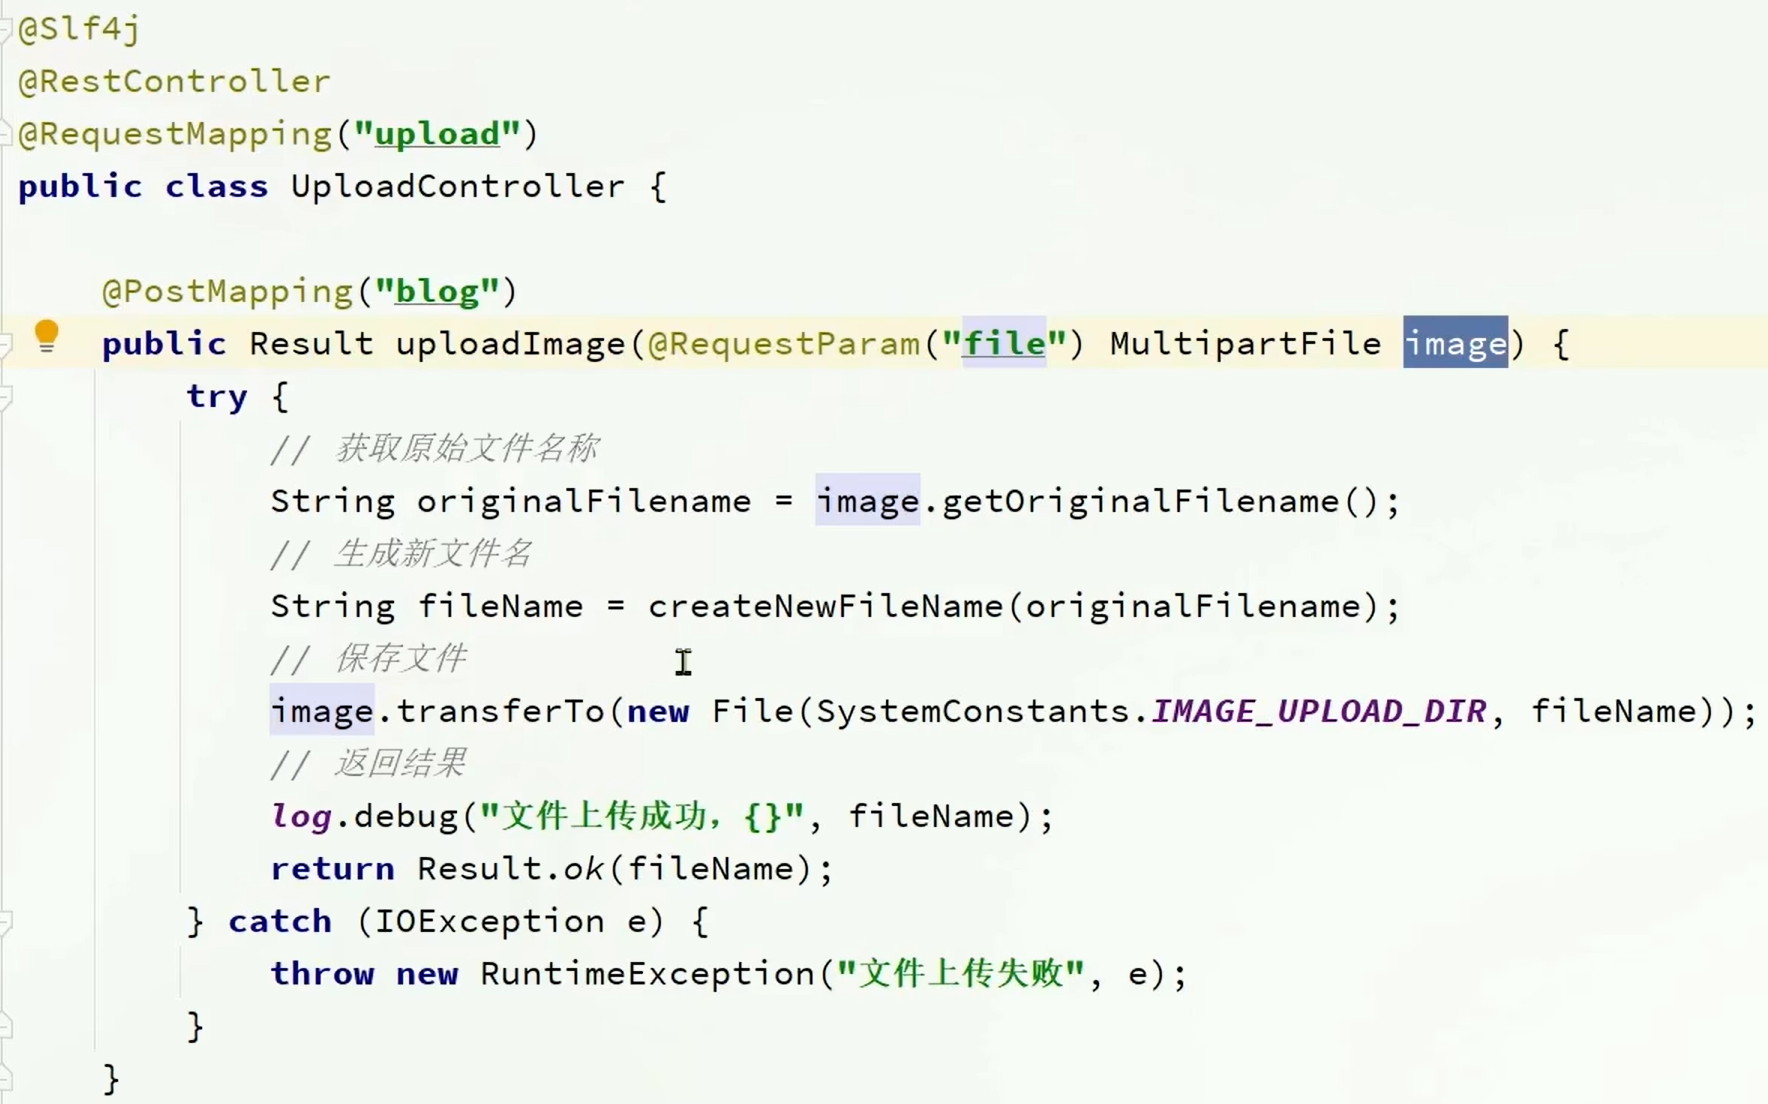 @Slf4j
@RestController
@RequestMapping("upload")
public class UploadController {
@PostMapping("blog")
public Result uploadImage(@RequestParam("file") MultipartFile image) {
try {
// 获取原始文件名称
String originalFilename = image.getOriginalFilename();
// 生成新文件名
String fileName = createNewFileName(originalFilename);
// 保存文件
image.transferTo(new File(SystemConstants.IMAGE_UPLOAD_DIR, fileName));
// 返回结果
log.debug("文件上传成功，{}", fileName);
return Result.ok(fileName);
} catch (IOException e) {
throw new RuntimeException("文件上传失败", e);
}
}